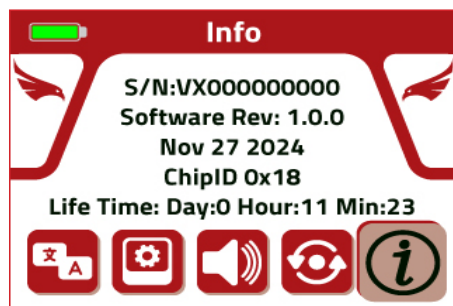 Info
S/N:VX000000000
Software Rev: 1.0.0
Nov 27 2024
ChipID 0x18
Life Time: Day:0 Hour:11 Min:23
文 A
i